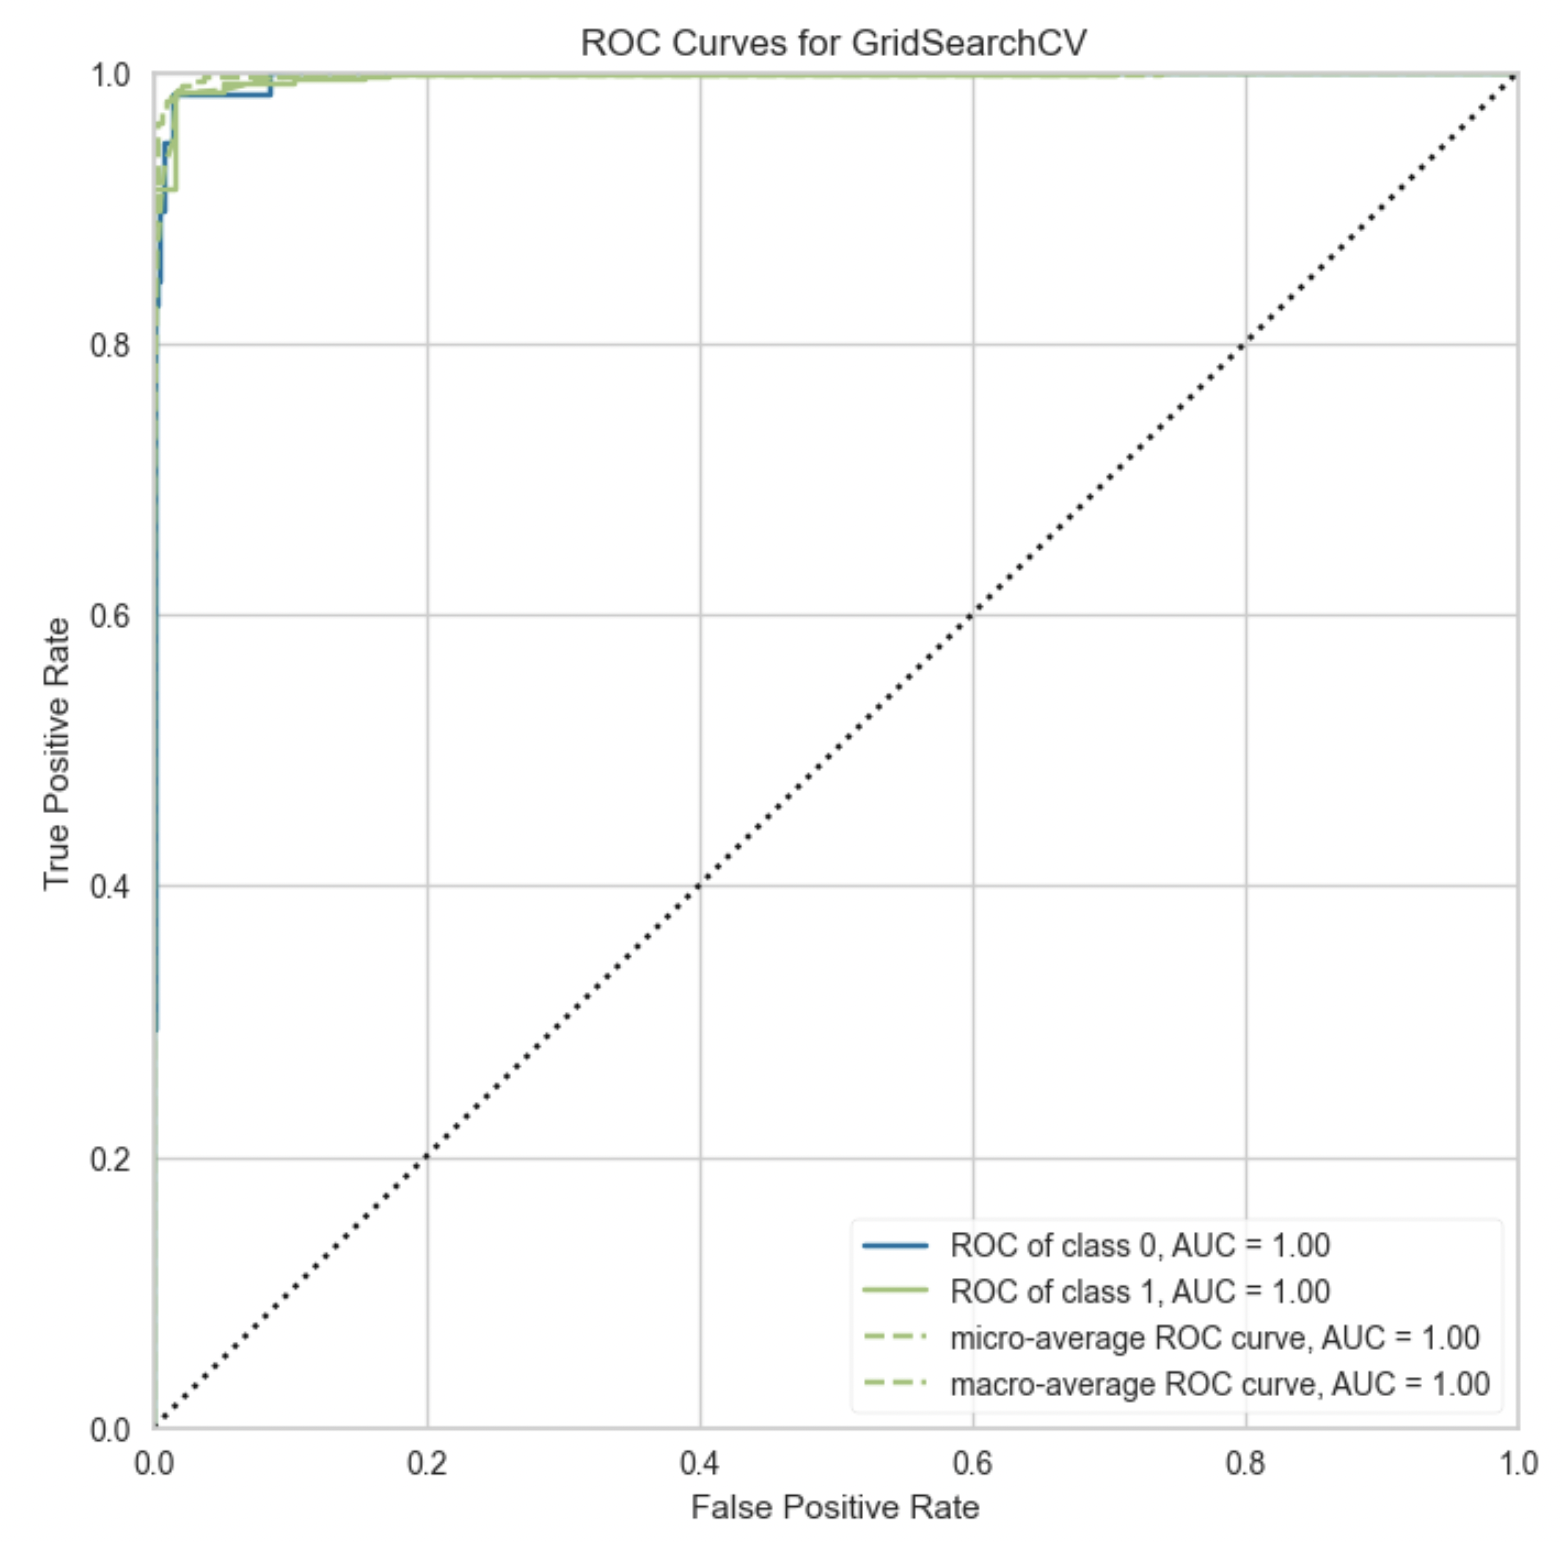 ROC Curves for GridSearchCV
1.0
0.8
0.6
0.4
0.2
0.0
True Positive Rate
ROC of class 0, AUC = 1.00
ROC of class 1, AUC = 1.00
micro-average ROC curve, AUC = 1.00
macro-average ROC curve, AUC = 1.00
0.0 0.2 0.4 0.6 0.8 1.0
False Positive Rate